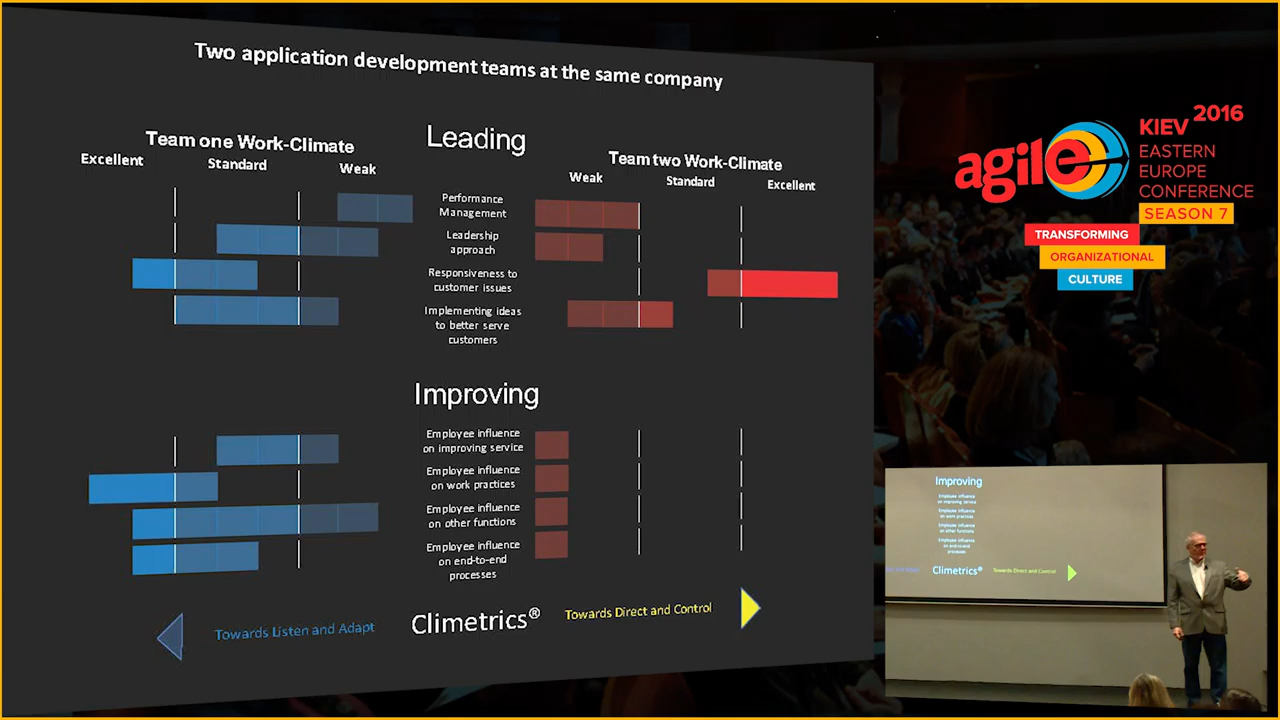 Two application development teams at the same company
Team one Work-Climate
Excellent
Standard
Weak
Leading
Team two Work-Climate
Weak
Standard
Excellent
Performance
Management
Leadership
approach
Responsiveness to
customer issues
Implementing ideas
to better serve
customers
Improving
Employee influence
on improving service
Employee influence
on work practices
Employee influence
on other functions
Employee influence
on end-to-end
processes
Towards Listen and Adapt
Climetrics®
Towards Direct and Control
agile
KIEV 2016
EASTERN
EUROPE
CONFERENCE
SEASON 7
TRANSFORMING
ORGANIZATIONAL
CULTURE
Improving
Employee influence
on improving service
Employee influence
on work practices
Employee influence
on other functions
Employee influence
on end-to-end
processes
Climetrics®
Towards Direct and Control